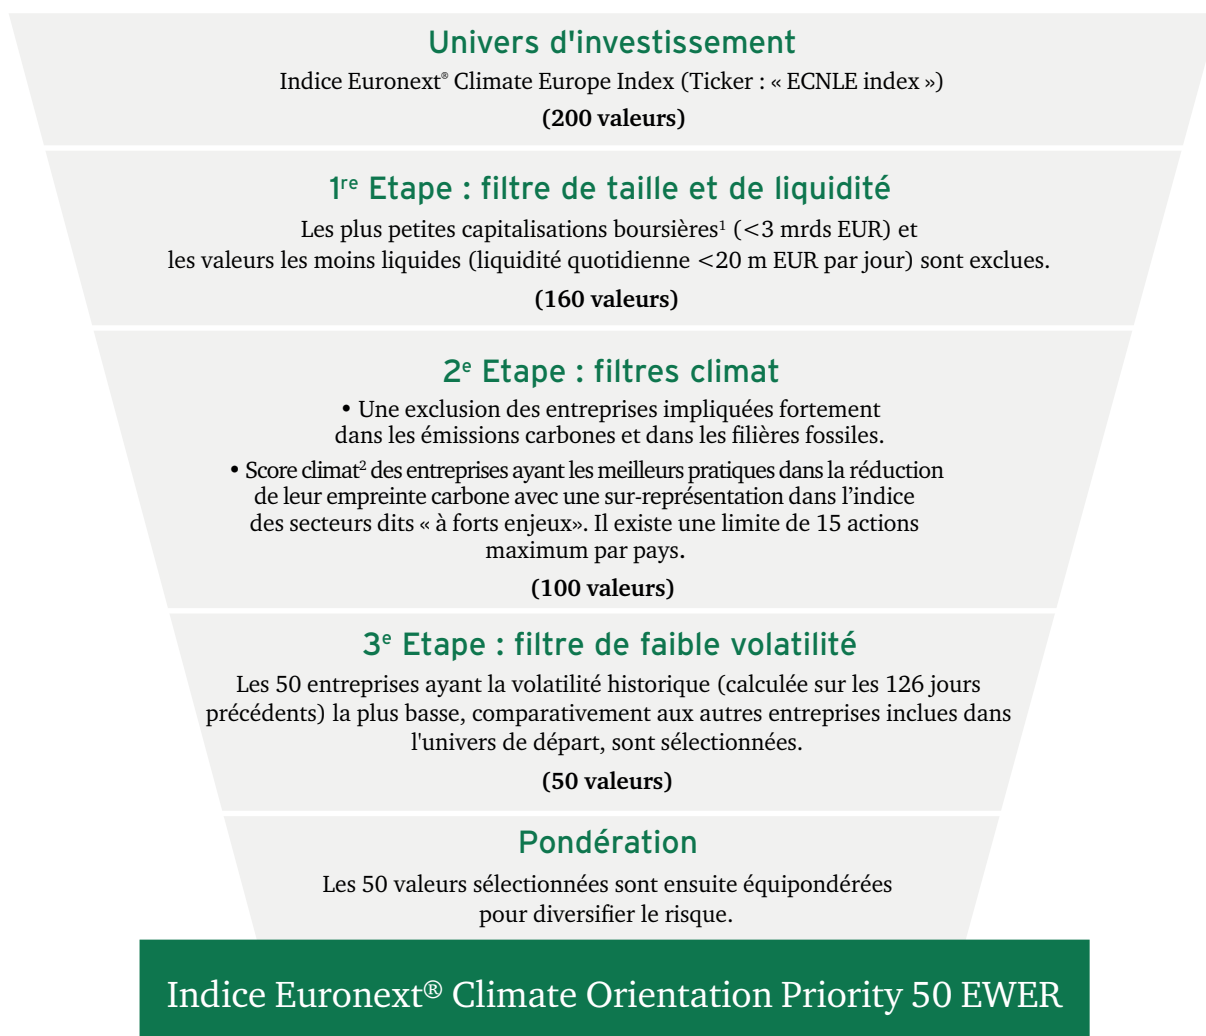 Univers d'investissement
Indice Euronext® Climate Europe Index (Ticker : « ECNLE index »)
(200 valeurs)
1re Etape : filtre de taille et de liquidité
Les plus petites capitalisations boursières¹ (<3 mrds EUR) et
les valeurs les moins liquides (liquidité quotidienne <20 m EUR par jour) sont exclues.
(160 valeurs)
2e Etape : filtres climat
• Une exclusion des entreprises impliquées fortement
dans les émissions carbones et dans les filières fossiles.
• Score climat² des entreprises ayant les meilleurs pratiques dans la réduction
de leur empreinte carbone avec une sur-représentation dans l’indice
des secteurs dits « à forts enjeux». Il existe une limite de 15 actions
maximum par pays.
(100 valeurs)
3e Etape : filtre de faible volatilité
Les 50 entreprises ayant la volatilité historique (calculée sur les 126 jours
précédents) la plus basse, comparativement aux autres entreprises inclues dans
l'univers de départ, sont sélectionnées.
(50 valeurs)
Pondération
Les 50 valeurs sélectionnées sont ensuite équipondérées
pour diversifier le risque.
Indice Euronext® Climate Orientation Priority 50 EWER